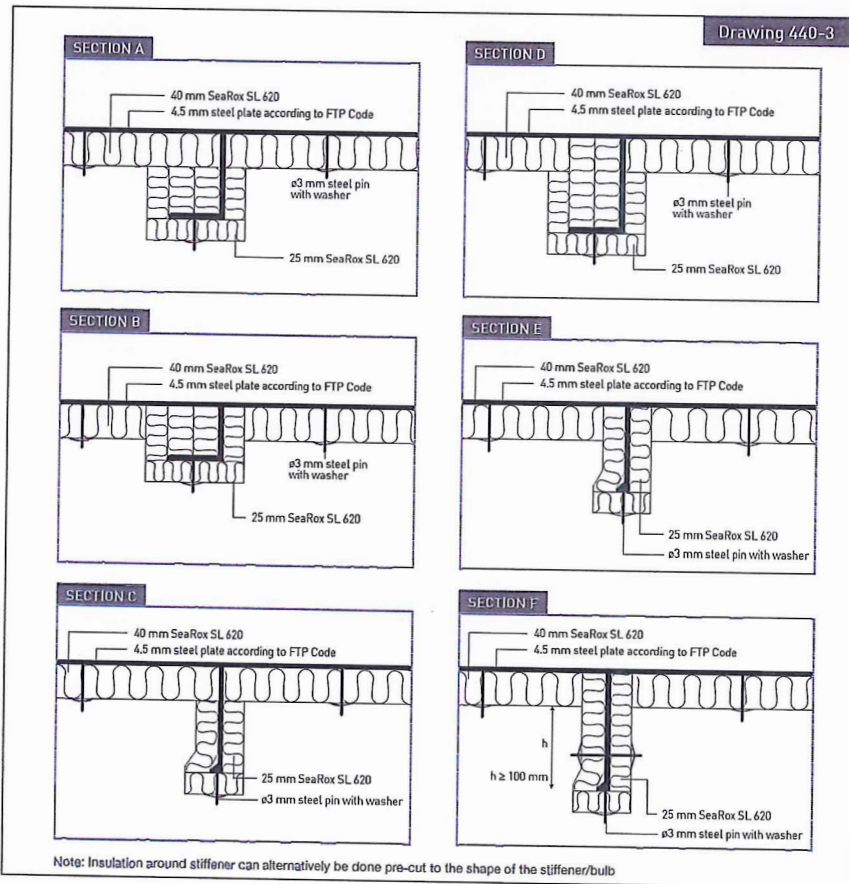 Drawing 440-3
SECTION A
40 mm SeaRox SL 620
4.5 mm steel plate according to FTP Code
ø3 mm steel pin
with washer
25 mm SeaRox SL 620
SECTION D
40 mm SeaRox SL 620
4.5 mm steel plate according to FTP Code
ø3 mm steel pin
with washer
25 mm SeaRox SL 620
SECTION B
40 mm SeaRox SL 620
4.5 mm steel plate according to FTP Code
ø3 mm steel pin
with washer
25 mm SeaRox SL 620
SECTION E
40 mm SeaRox SL 620
4.5 mm steel plate according to FTP Code
25 mm SeaRox SL 620
ø3 mm steel pin with washer
SECTION C
40 mm SeaRox SL 620
4.5 mm steel plate according to FTP Code
25 mm SeaRox SL 620
ø3 mm steel pin with washer
SECTION F
40 mm SeaRox SL 620
4.5 mm steel plate according to FTP Code
h
h ≥ 100 mm
25 mm SeaRox SL 620
ø3 mm steel pin with washer
Note: Insulation around stiffener can alternatively be done pre-cut to the shape of the stiffener/bulb